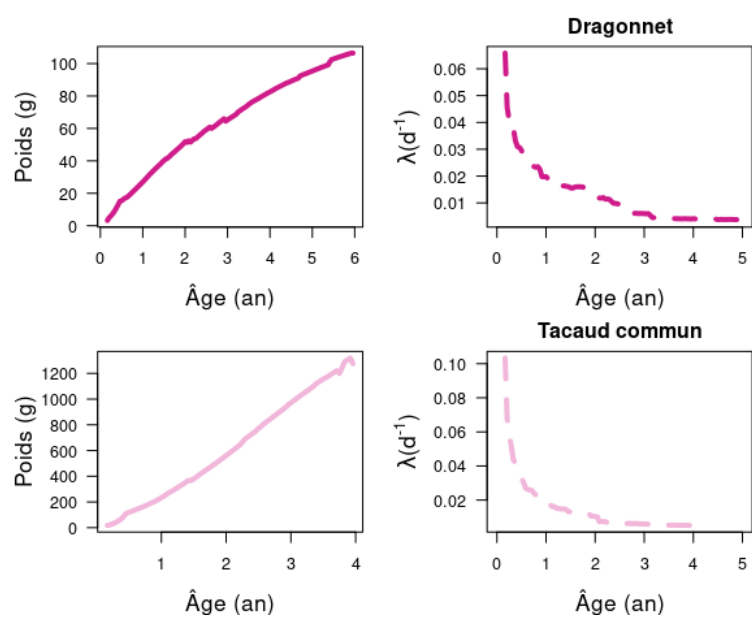 Dragonnet
Poids (g)
100
80
60
40
20
0
0 1 2 3 4 5 6
Âge (an)
λ(d⁻¹)
0.06
0.05
0.04
0.03
0.02
0.01
0 1 2 3 4 5
Âge (an)
Tacaud commun
Poids (g)
1200
1000
800
600
400
200
0
1 2 3 4
Âge (an)
λ(d⁻¹)
0.10
0.08
0.06
0.04
0.02
0 1 2 3 4 5
Âge (an)